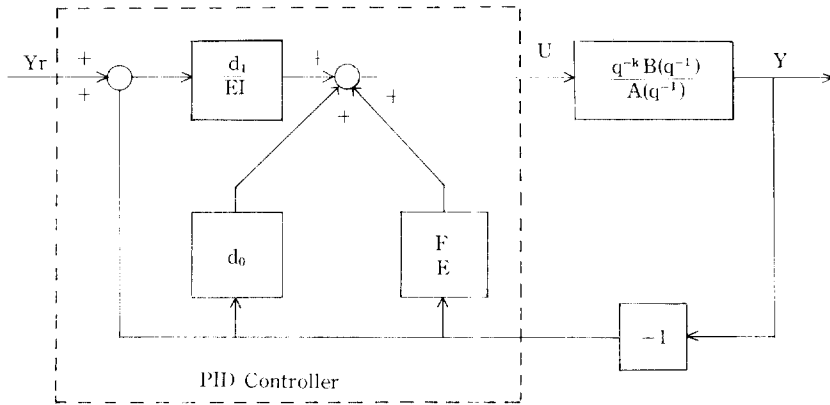 Yr
+
+
d₁
EI
+
+
+
U
q⁻ᵏ B(q⁻¹)
A(q⁻¹)
Y
d₀
F
E
−1
PID Controller